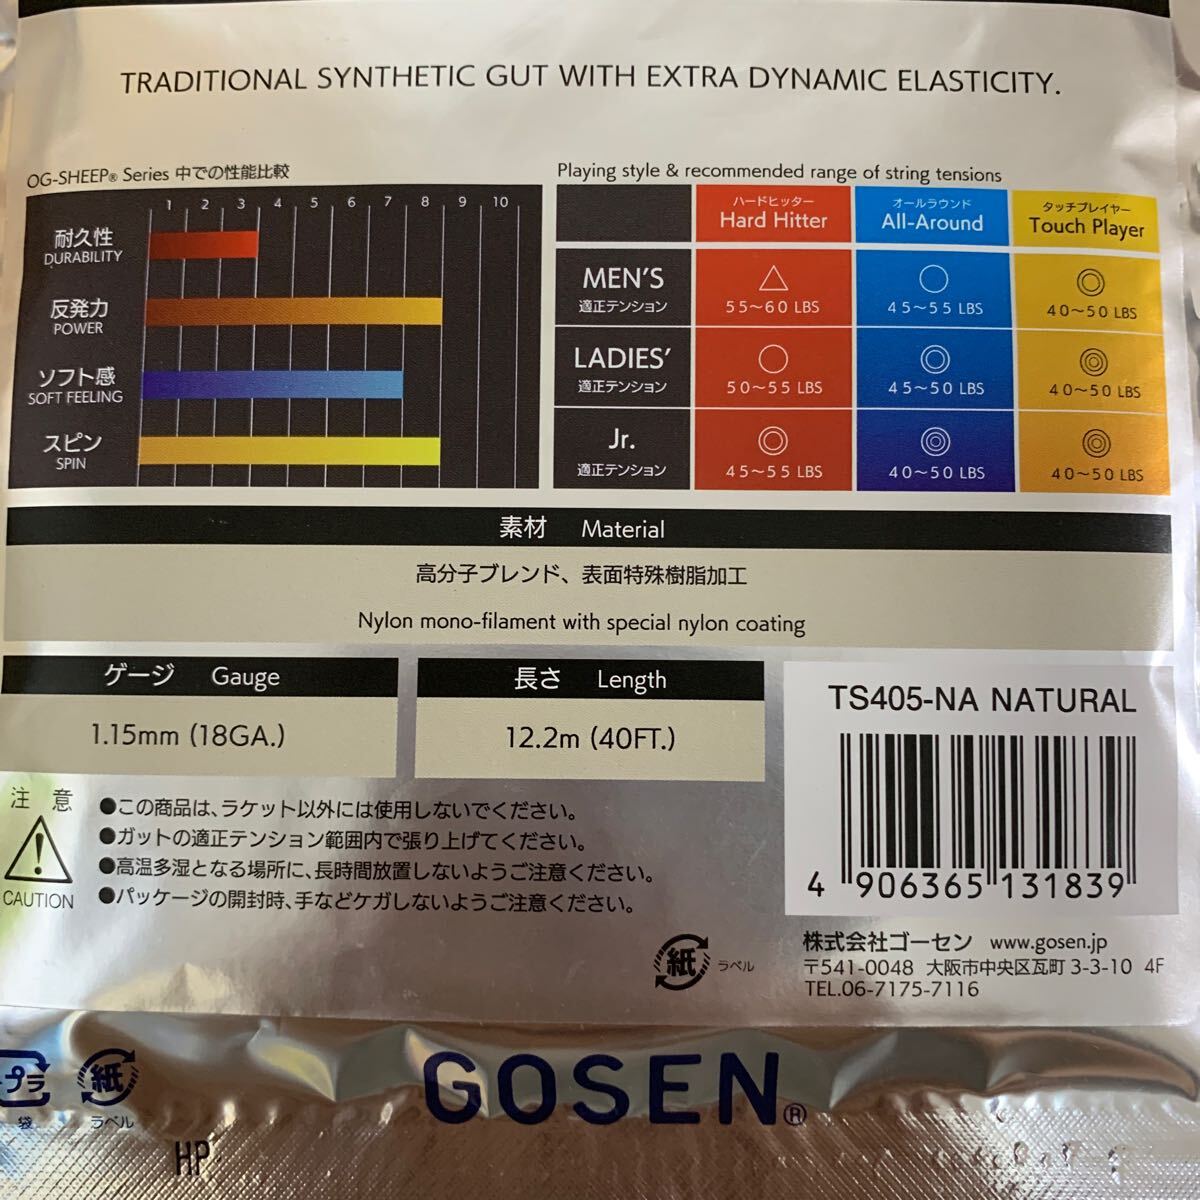 TRADITIONAL SYNTHETIC GUT WITH EXTRA DYNAMIC ELASTICITY.
OG-SHEEP® Series 中での性能比較
1 2 3 4 5 6 7 8 9 10
耐久性
DURABILITY
反発力
POWER
ソフト感
SOFT FEELING
スピン
SPIN
Playing style & recommended range of string tensions
ハードヒッター オールラウンド タッチプレイヤー
Hard Hitter All-Around Touch Player
MEN'S △ ○ ◎
適正テンション 55~60 LBS 45~55 LBS 40~50 LBS
LADIES' ○ ◎
適正テンション 50~55 LBS 45~50 LBS 40~50 LBS
Jr. ◎
適正テンション 45~55 LBS 40~50 LBS 40~50 LBS
素材 Material
高分子ブレンド、表面特殊樹脂加工
Nylon mono-filament with special nylon coating
ゲージ Gauge
1.15mm (18GA.)
長さ Length
12.2m (40FT.)
TS405-NA NATURAL
4 906365 131839
注意
CAUTION
●この商品は、ラケット以外には使用しないでください。
●ガットの適正テンション範囲内で張り上げてください。
●高温多湿となる場所に、長時間放置しないようご注意ください。
●パッケージの開封時、手などケガしないようご注意ください。
紙 ラベル
株式会社ゴーセン www.gosen.jp
〒541-0048 大阪市中央区瓦町 3-3-10 4F
TEL.06-7175-7116
プラ
袋
紙
ラベル
GOSEN®
HP